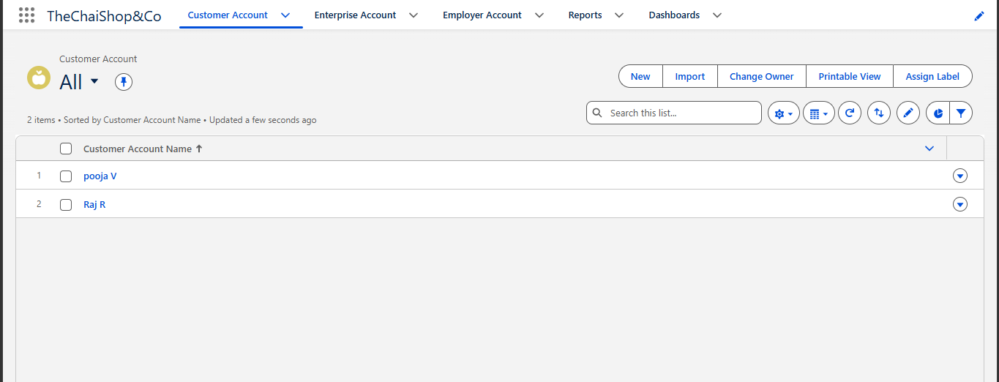 TheChaiShop&Co Customer Account Enterprise Account Employer Account Reports Dashboards
Customer Account
All
New Import Change Owner Printable View Assign Label
2 items • Sorted by Customer Account Name • Updated a few seconds ago
Search this list...
Customer Account Name
1 pooja V
2 Raj R